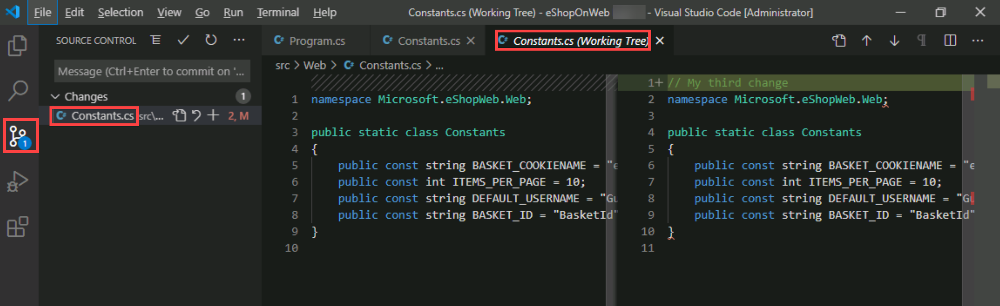 File Edit Selection View Go Run Terminal Help Constants.cs (Working Tree) - eShopOnWeb - Visual Studio Code [Administrator]
SOURCE CONTROL
Program.cs Constants.cs Constants.cs (Working Tree)
src > Web > Constants.cs > ...
Message (Ctrl+Enter to commit on '...
Changes 1
Constants.cs src\... 2, M
1
1 namespace Microsoft.eShopWeb.Web;
2
3 public static class Constants
4 {
5 public const string BASKET_COOKIENAME = "e
6 public const int ITEMS_PER_PAGE = 10;
7 public const string DEFAULT_USERNAME = "Gu
8 public const string BASKET_ID = "BasketId"
9 }
10
1+ // My third change
2 namespace Microsoft.eShopWeb.Web;
3
4 public static class Constants
5 {
6 public const string BASKET_COOKIENAME = "e
7 public const int ITEMS_PER_PAGE = 10;
8 public const string DEFAULT_USERNAME = "Gu
9 public const string BASKET_ID = "BasketId"
10 }
11